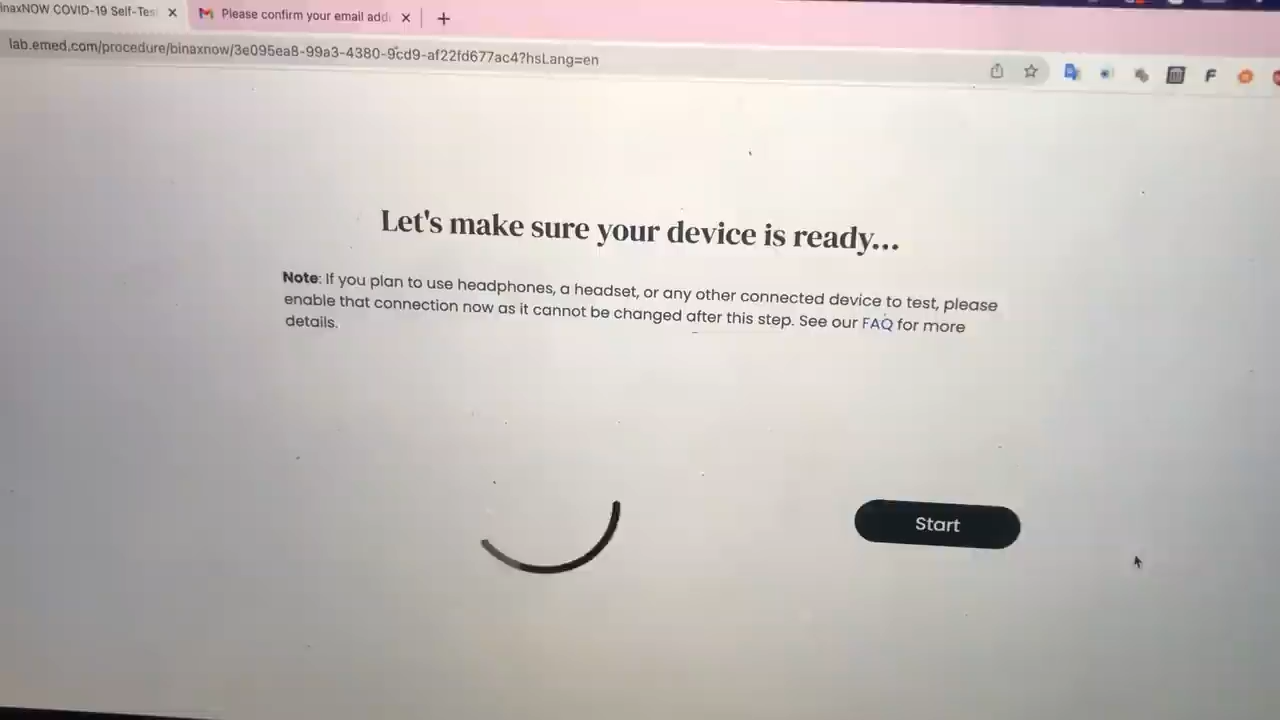 inaxNOW COVID-19 Self-Tes
Please confirm your email add
lab.emed.com/procedure/binaxnow/3e095ea8-99a3-4380-9cd9-af22fd677ac4?hsLang=en
Let's make sure your device is ready...
Note: If you plan to use headphones, a headset, or any other connected device to test, please
enable that connection now as it cannot be changed after this step. See our FAQ for more
details.
Start